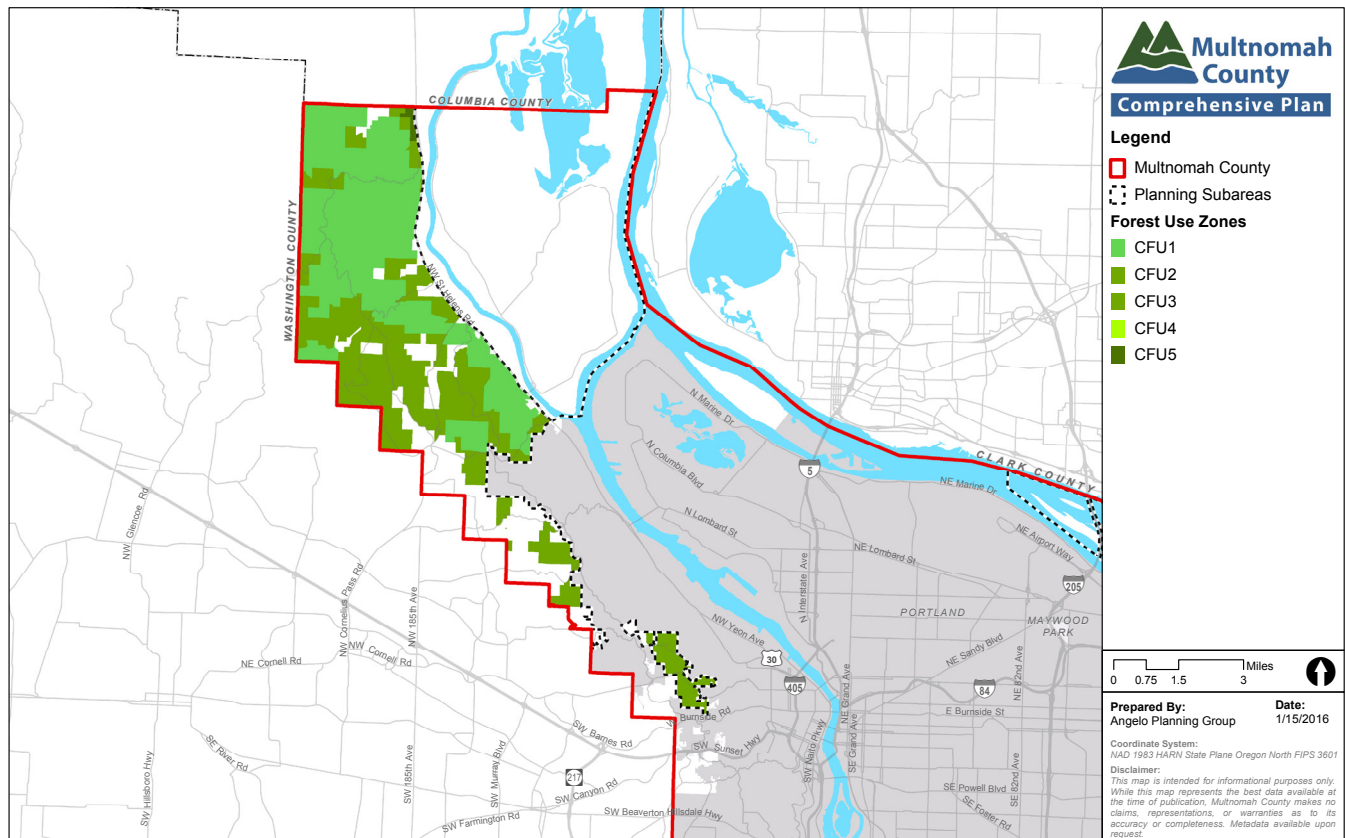 COLUMBIA COUNTY
WASHINGTON COUNTY
NW St Helens Rd
N Marine Dr
N Columbia Blvd
5
CLARK COUNTY
NE Marine Dr
N Lombard St
NE Lombard St
NE Airport Way
205
N Interstate Ave
PORTLAND
MAYWOOD
PARK
NW Glencoe Rd
NW Cornelius Pass Rd
NW 185th Ave
NW Cornell Rd
NE Cornell Rd
NW Yeon Ave
30
405
NE Grand Ave
NE Sandy Blvd
84
NE 82nd Ave
E Burnside St
W Burnside Rd
SW Barnes Rd
SW Sunset Hwy
SW Naito Pkwy
SE Grand Ave
SE River Rd
SW Hillsboro Hwy
SW 185th Ave
SW Murray Blvd
217
SW Canyon Rd
SW Farmington Rd
SW Beaverton Hillsdale Hwy
SE Powell Blvd
SE Foster Rd
SE 82nd Ave
Multnomah
County
Comprehensive Plan
Legend
Multnomah County
Planning Subareas
Forest Use Zones
CFU1
CFU2
CFU3
CFU4
CFU5
Miles
0 0.75 1.5 3
Prepared By:
Angelo Planning Group
Date:
1/15/2016
Coordinate System:
NAD 1983 HARN State Plane Oregon North FIPS 3601
Disclaimer:
This map is intended for informational purposes only.
While this map represents the best data available at
the time of publication, Multnomah County makes no
claims, representations, or warranties as to its
accuracy or completeness. Metadata available upon
request.